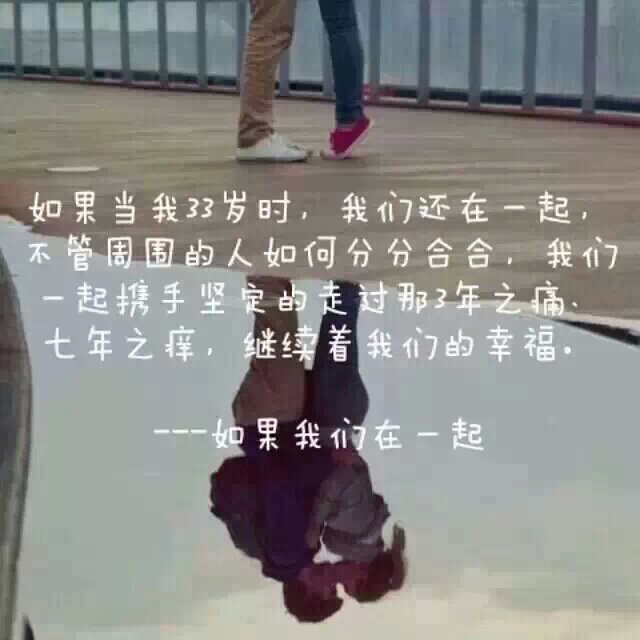 如果当我33岁时，我们还在一起，
不管周围的人如何分分合合，我们
一起携手坚定的走过那3年之痛、
七年之痒，继续着我们的幸福。
---如果我们在一起